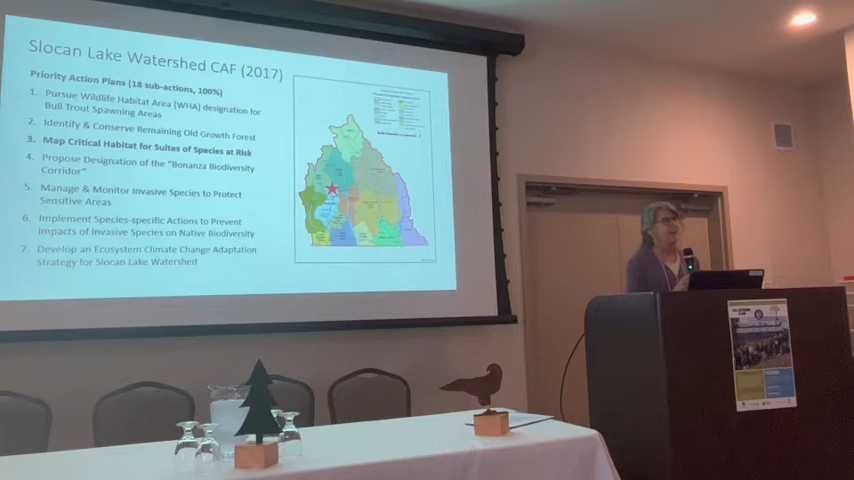 Slocan Lake Watershed CAF (2017)
Priority Action Plans (18 sub-actions, 100%)
1. Pursue Wildlife Habitat Area (WHA) designation for
Bull Trout Spawning Areas
2. Identify & Conserve Remaining Old Growth Forest
3. Map Critical Habitat for Suites of Species at Risk
4. Propose Designation of the "Bonanza Biodiversity
Corridor"
5. Manage & Monitor Invasive Species to Protect
Sensitive Areas
6. Implement Species-specific Actions to Prevent
Impacts of Invasive Species on Native Biodiversity
7. Develop an Ecosystem Climate Change Adaptation
Strategy for Slocan Lake Watershed